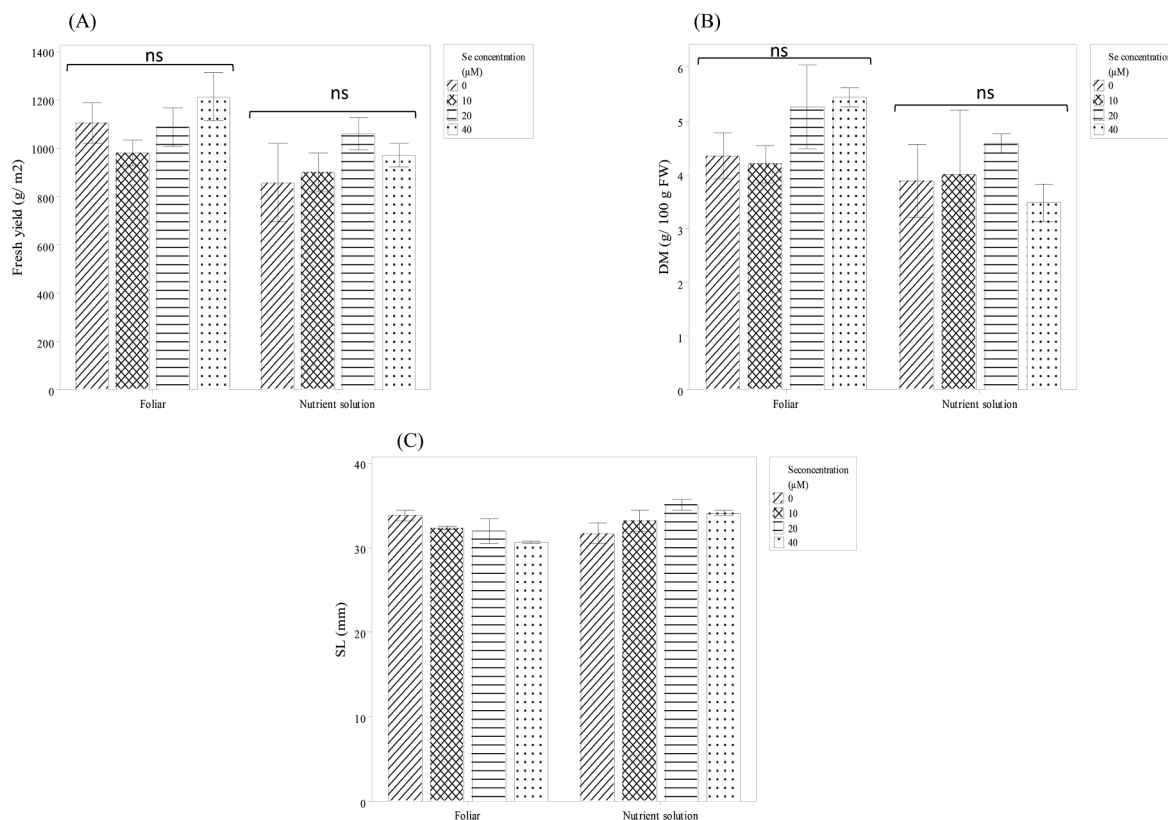 (A)
ns
ns
1400
1200
1000
800
600
400
200
0
Fresh yield (g/ m2)
Foliar
Nutrient solution
Se concentration
(µM)
0
10
20
40
(B)
ns
ns
6
5
4
3
2
1
0
DM (g/ 100 g FW)
Foliar
Nutrient solution
Se concentration
(µM)
0
10
20
40
(C)
40
30
20
10
0
SL (mm)
Foliar
Nutrient solution
Seconcentration
(µM)
0
10
20
40